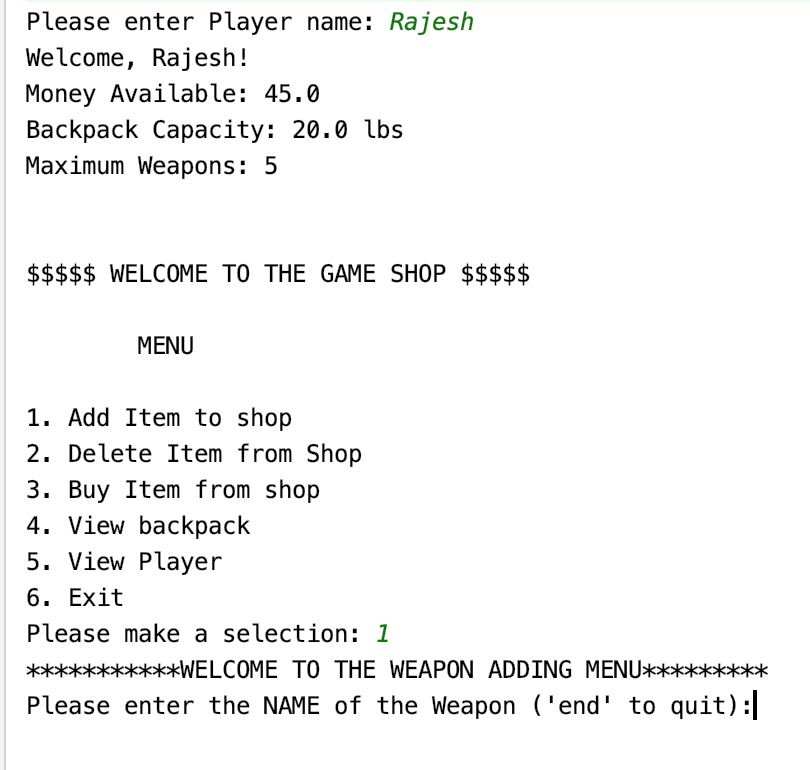 Please enter Player name: Rajesh
Welcome, Rajesh!
Money Available: 45.0
Backpack Capacity: 20.0 lbs
Maximum Weapons: 5
$$$$$ WELCOME TO THE GAME SHOP $$$$$
MENU
1. Add Item to shop
2. Delete Item from Shop
3. Buy Item from shop
4. View backpack
5. View Player
6. Exit
Please make a selection: 1
***********WELCOME TO THE WEAPON ADDING MENU*********
Please enter the NAME of the Weapon ('end' to quit):